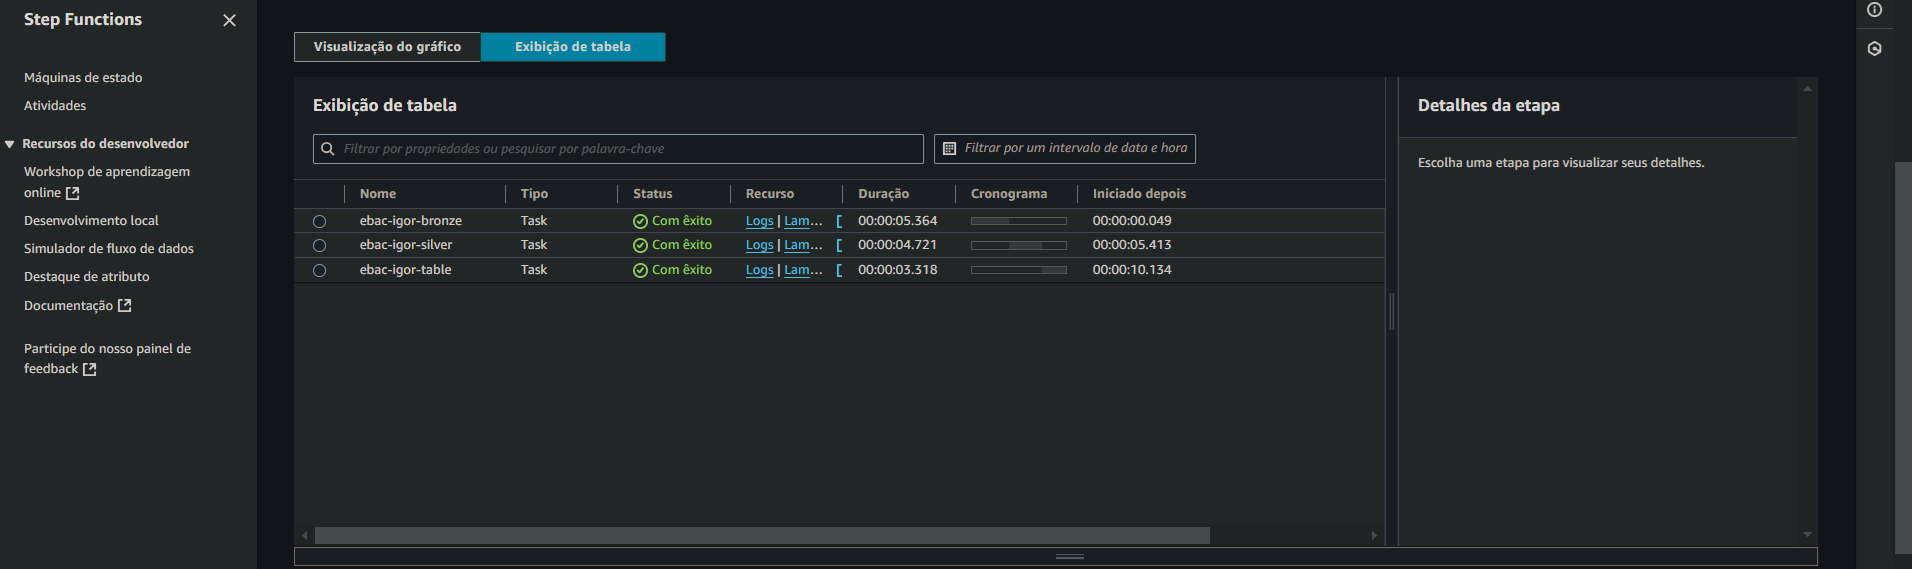 Step Functions
Máquinas de estado
Atividades
Recursos do desenvolvedor
Workshop de aprendizagem
online
Desenvolvimento local
Simulador de fluxo de dados
Destaque de atributo
Documentação
Participe do nosso painel de
feedback
Visualização do gráfico
Exibição de tabela
Exibição de tabela
Filtrar por propriedades ou pesquisar por palavra-chave
Filtrar por um intervalo de data e hora
Nome Tipo Status Recurso Duração Cronograma Iniciado depois
ebac-igor-bronze Task Com êxito Logs | Lam... 00:00:05.364 00:00:00.049
ebac-igor-silver Task Com êxito Logs | Lam... 00:00:04.721 00:00:05.413
ebac-igor-table Task Com êxito Logs | Lam... 00:00:03.318 00:00:10.134
Detalhes da etapa
Escolha uma etapa para visualizar seus detalhes.